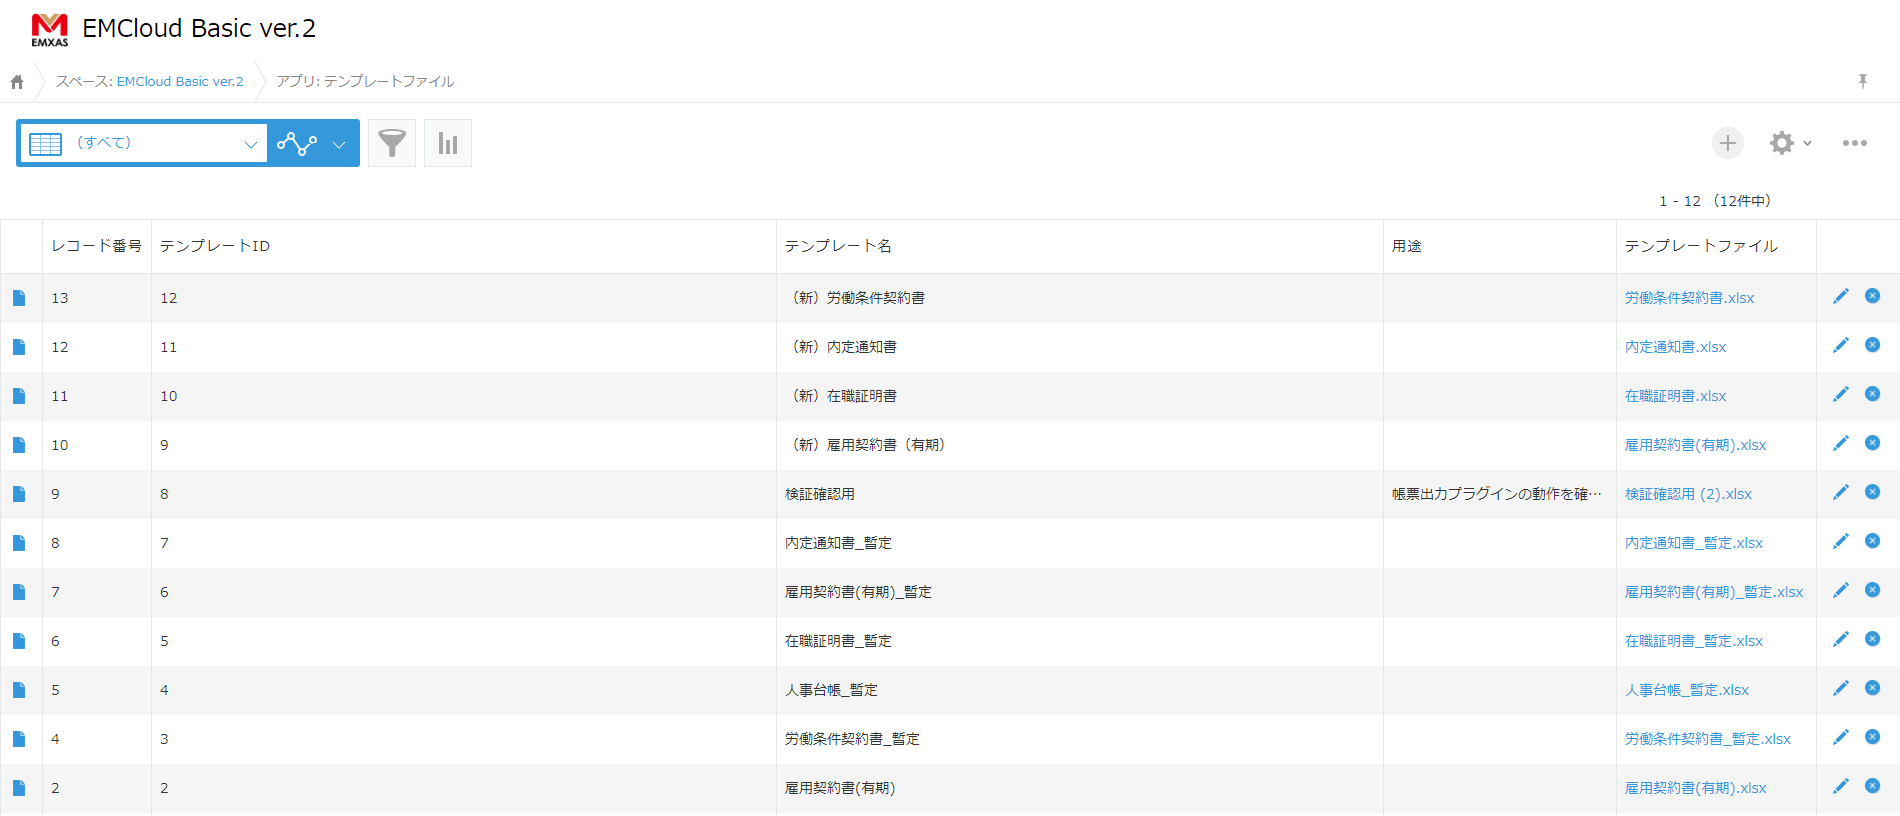 EMXAS
EMCloud Basic ver.2
スペース: EMCloud Basic ver.2 アプリ: テンプレートファイル
(すべて)
1 - 12 (12件中)
レコード番号 テンプレートID テンプレート名 用途 テンプレートファイル
13 12 (新) 労働条件契約書 労働条件契約書.xlsx
12 11 (新) 内定通知書 内定通知書.xlsx
11 10 (新) 在職証明書 在職証明書.xlsx
10 9 (新) 雇用契約書 (有期) 雇用契約書(有期).xlsx
9 8 検証確認用 帳票出力プラグインの動作を確… 検証確認用 (2).xlsx
8 7 内定通知書_暫定 内定通知書_暫定.xlsx
7 6 雇用契約書(有期)_暫定 雇用契約書(有期)_暫定.xlsx
6 5 在職証明書_暫定 在職証明書_暫定.xlsx
5 4 人事台帳_暫定 人事台帳_暫定.xlsx
4 3 労働条件契約書_暫定 労働条件契約書_暫定.xlsx
2 2 雇用契約書(有期) 雇用契約書(有期).xlsx